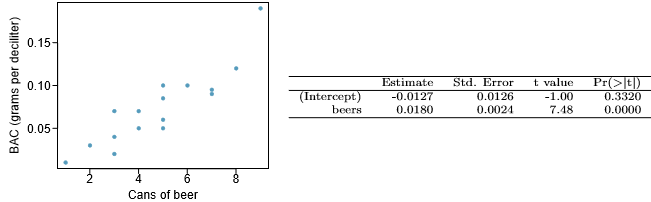 BAC (grams per deciliter)
0.15
0.10
0.05
2 4 6 8
Cans of beer
Estimate Std. Error t value Pr(>|t|)
(Intercept) -0.0127 0.0126 -1.00 0.3320
beers 0.0180 0.0024 7.48 0.0000